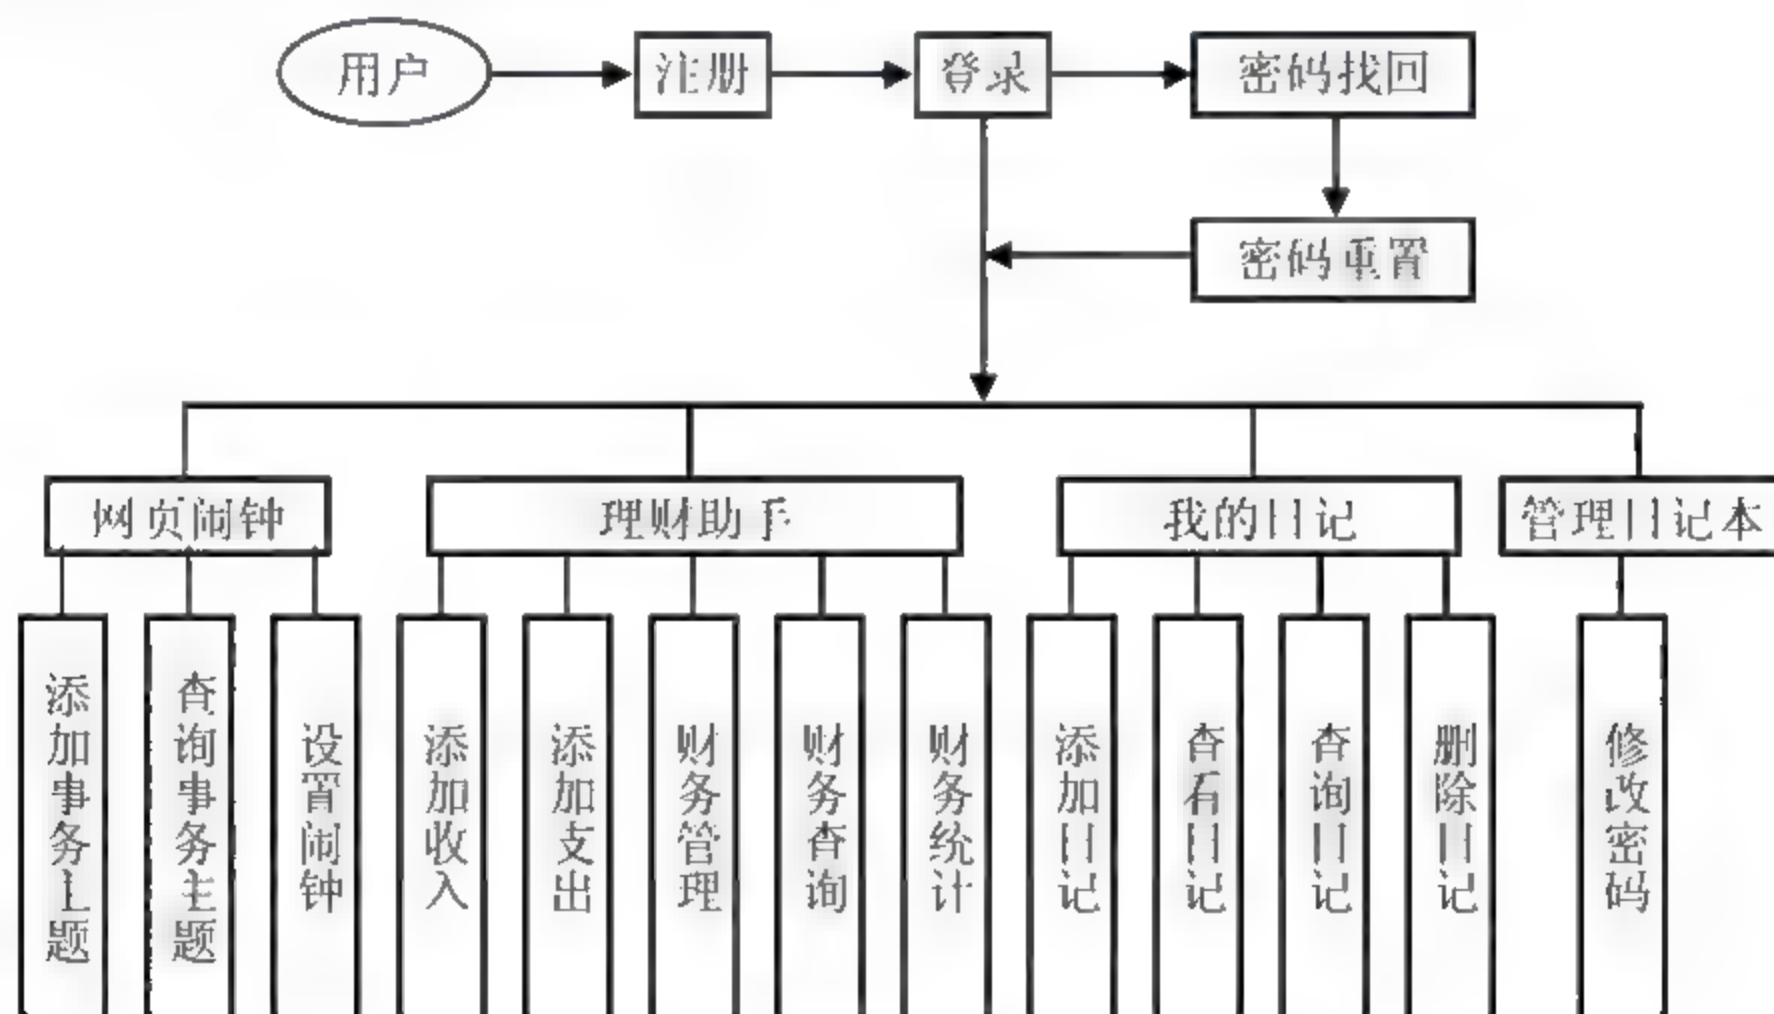 用户
注册
登录
密码找回
密码重置
网页闹钟
理财助手
我的日记
管理日记本
添加事务主题
查询事务主题
设置闹钟
添加收入
添加支出
财务管理
财务查询
财务统计
添加日记
查看日记
查询日记
删除日记
修改密码